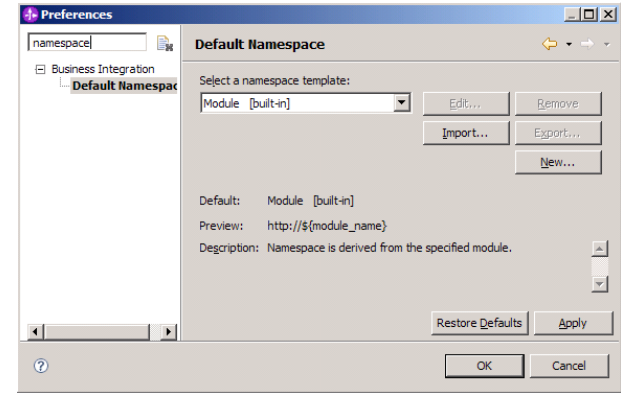 Preferences
namespace
Default Namespace
Business Integration
Default Namespac
Select a namespace template:
Module [built-in]
Edit...
Remove
Import...
Export...
New...
Default: Module [built-in]
Preview: http://${module_name}
Description: Namespace is derived from the specified module.
Restore Defaults
Apply
OK
Cancel